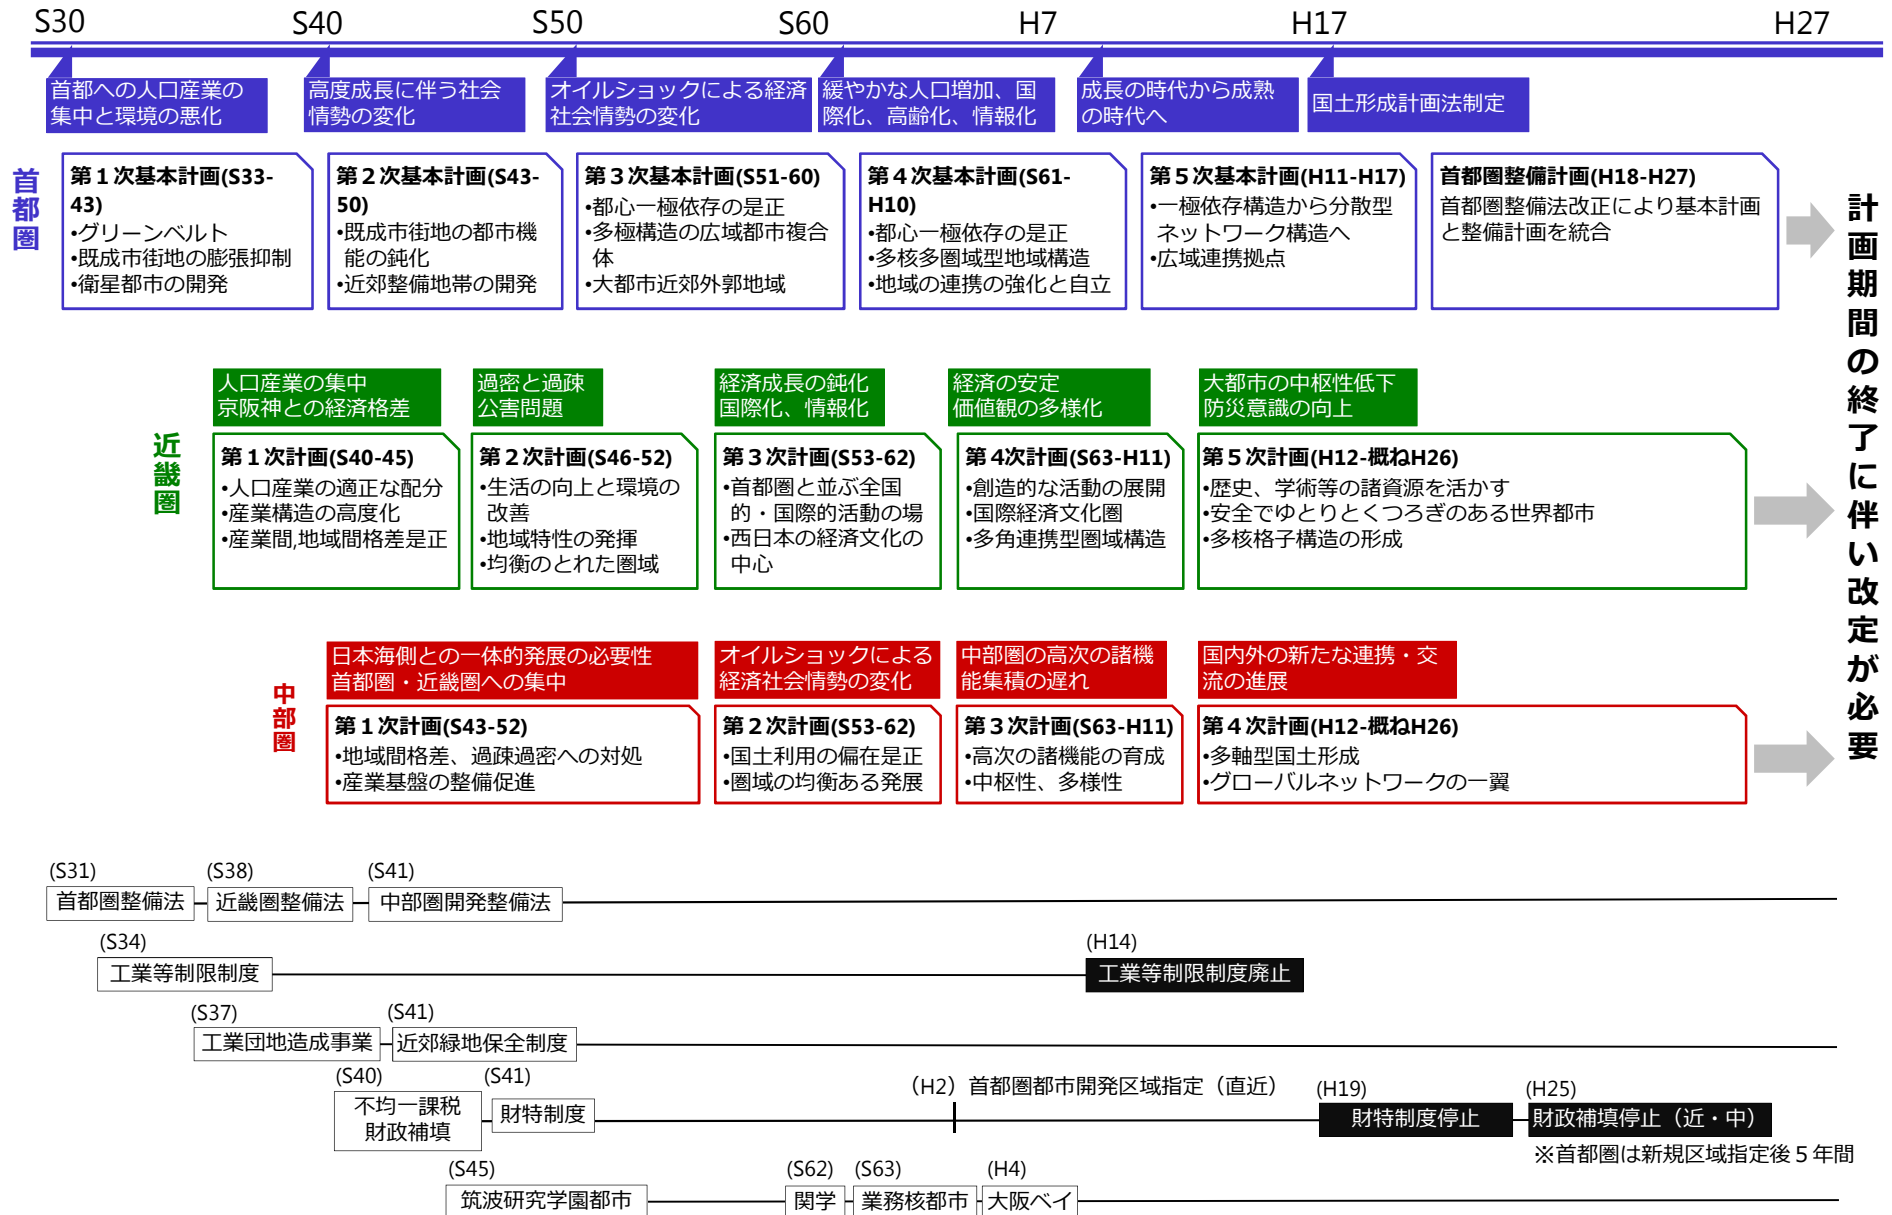 S30
S40
S50
S60
H7
H17
H27
首都への人口産業の
集中と環境の悪化
高度成長に伴う社会
情勢の変化
オイルショックによる経済
社会情勢の変化
緩やかな人口増加、国
際化、高齢化、情報化
成長の時代から成熟
の時代へ
国土形成計画法制定
首都圏
第１次基本計画(S33-
43)
•グリーンベルト
•既成市街地の膨張抑制
•衛星都市の開発
第２次基本計画(S43-
50)
•既成市街地の都市機
能の鈍化
•近郊整備地帯の開発
第３次基本計画(S51-60)
•都心一極依存の是正
•多極構造の広域都市複合
体
•大都市近郊外郭地域
第４次基本計画(S61-
H10)
•都心一極依存の是正
•多核多圏域型地域構造
•地域の連携の強化と自立
第５次基本計画(H11-H17)
•一極依存構造から分散型
ネットワーク構造へ
•広域連携拠点
首都圏整備計画(H18-H27)
首都圏整備法改正により基本計画
と整備計画を統合
計画期間の終了に伴い改定が必要
近畿圏
人口産業の集中
京阪神との経済格差
過密と過疎
公害問題
経済成長の鈍化
国際化、情報化
経済の安定
価値観の多様化
大都市の中枢性低下
防災意識の向上
第１次計画(S40-45)
•人口産業の適正な配分
•産業構造の高度化
•産業間,地域間格差是正
第２次計画(S46-52)
•生活の向上と環境の
改善
•地域特性の発揮
•均衡のとれた圏域
第３次計画(S53-62)
•首都圏と並ぶ全国
的・国際的活動の場
•西日本の経済文化の
中心
第４次計画(S63-H11)
•創造的な活動の展開
•国際経済文化圏
•多角連携型圏域構造
第５次計画(H12-概ねH26)
•歴史、学術等の諸資源を活かす
•安全でゆとりとくつろぎのある世界都市
•多核格子構造の形成
中部圏
日本海側との一体的発展の必要性
首都圏・近畿圏への集中
オイルショックによる
経済社会情勢の変化
中部圏の高次の諸機
能集積の遅れ
国内外の新たな連携・交
流の進展
第１次計画(S43-52)
•地域間格差、過疎過密への対処
•産業基盤の整備促進
第２次計画(S53-62)
•国土利用の偏在是正
•圏域の均衡ある発展
第３次計画(S63-H11)
•高次の諸機能の育成
•中枢性、多様性
第４次計画(H12-概ねH26)
•多軸型国土形成
•グローバルネットワークの一翼
(S31)
首都圏整備法
(S38)
近畿圏整備法
(S41)
中部圏開発整備法
(S34)
工業等制限制度
(H14)
工業等制限制度廃止
(S37)
工業団地造成事業
(S41)
近郊緑地保全制度
(S40)
不均一課税
財政補填
(S41)
財特制度
（H2）首都圏都市開発区域指定（直近）
(H19)
財特制度停止
(H25)
財政補填停止（近・中）
※首都圏は新規区域指定後５年間
(S45)
筑波研究学園都市
(S62)
関学
(S63)
業務核都市
(H4)
大阪ベイ